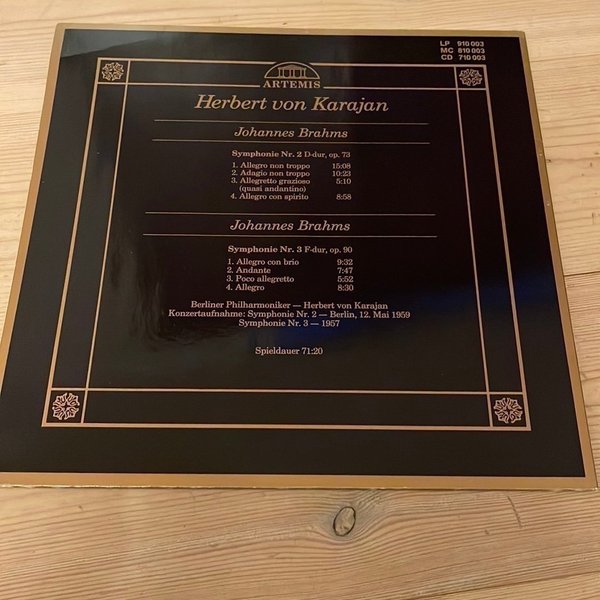 LP 910 003
MC 810 003
CD 710 003
ARTEMIS
Herbert von Karajan
Johannes Brahms
Symphonie Nr. 2 D-dur, op. 73
1. Allegro non troppo 15:08
2. Adagio non troppo 10:23
3. Allegretto grazioso 5:10
(quasi andantino)
4. Allegro con spirito 8:58
Johannes Brahms
Symphonie Nr. 3 F-dur, op. 90
1. Allegro con brio 9:32
2. Andante 7:47
3. Poco allegretto 5:52
4. Allegro 8:30
Berliner Philharmoniker — Herbert von Karajan
Konzertaufnahme: Symphonie Nr. 2 — Berlin, 12. Mai 1959
Symphonie Nr. 3 — 1957
Spieldauer 71:20